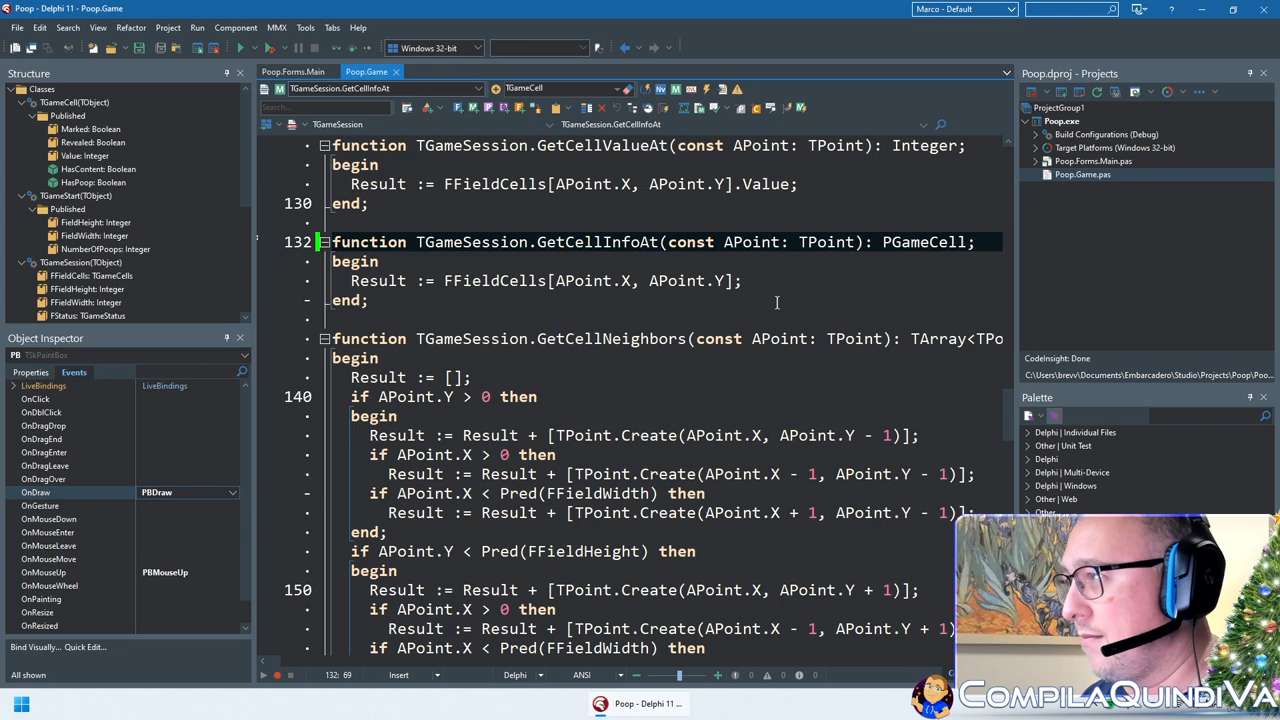 Poop - Delphi 11 - Poop.Game
Marco - Default
File Edit Search View Refactor Project Run Component MMX Tools Tabs Help
Windows 32-bit
Structure
Classes
TGameCell(TObject)
Published
Marked: Boolean
Revealed: Boolean
Value: Integer
HasContent: Boolean
HasPoop: Boolean
TGameStart(TObject)
Published
FieldHeight: Integer
FieldWidth: Integer
NumberOfPoops: Integer
TGameSession(TObject)
FFieldCells: TGameCells
FFieldHeight: Integer
FFieldWidth: Integer
FStatus: TGameStatus
Object Inspector
PB TSkPaintBox
Properties Events
LiveBindings LiveBindings
OnClick
OnDblClick
OnDragDrop
OnDragEnd
OnDragEnter
OnDragLeave
OnDragOver
OnDraw PBDraw
OnGesture
OnMouseDown
OnMouseEnter
OnMouseLeave
OnMouseMove
OnMouseUp PBMouseUp
OnMouseWheel
OnPainting
OnResize
OnResized
Bind Visually... Quick Edit...
All shown
Poop.Forms.Main Poop.Game
TGameSession.GetCellInfoAt TGameCell
Search...
TGameSession TGameSession.GetCellInfoAt
function TGameSession.GetCellValueAt(const APoint: TPoint): Integer;
begin
Result := FFieldCells[APoint.X, APoint.Y].Value;
130 end;
132 function TGameSession.GetCellInfoAt(const APoint: TPoint): PGameCell;
begin
Result := FFieldCells[APoint.X, APoint.Y];
end;
function TGameSession.GetCellNeighbors(const APoint: TPoint): TArray<TPo
begin
Result := [];
140 if APoint.Y > 0 then
begin
Result := Result + [TPoint.Create(APoint.X, APoint.Y - 1)];
if APoint.X > 0 then
Result := Result + [TPoint.Create(APoint.X - 1, APoint.Y - 1)];
if APoint.X < Pred(FFieldWidth) then
Result := Result + [TPoint.Create(APoint.X + 1, APoint.Y - 1)];
end;
if APoint.Y < Pred(FFieldHeight) then
begin
150 Result := Result + [TPoint.Create(APoint.X, APoint.Y + 1)];
if APoint.X > 0 then
Result := Result + [TPoint.Create(APoint.X - 1, APoint.Y + 1)
if APoint.X < Pred(FFieldWidth) then
132: 69 Insert Delphi ANSI 0 0 0
Poop.dproj - Projects
ProjectGroup1
Poop.exe
Build Configurations (Debug)
Target Platforms (Windows 32-bit)
Poop.Forms.Main.pas
Poop.Game.pas
CodeInsight: Done
C:\Users\brevv\Documents\Embarcadero\Studio\Projects\Poop\Poo...
Palette
Delphi | Individual Files
Other | Unit Test
Delphi
Delphi | Multi-Device
Delphi | Windows
Other | Web
Other
Poop - Delphi 11 - ...
COMPILAQUINDIVA